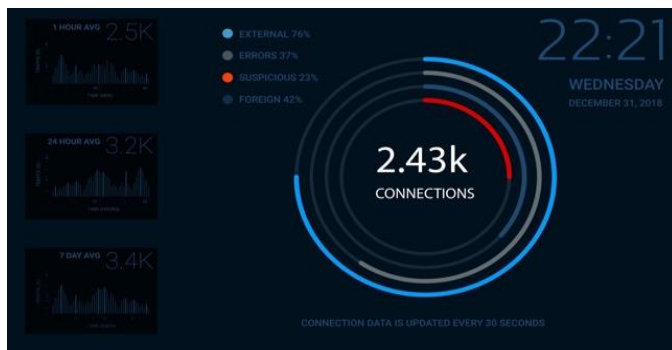 1 HOUR AVG 2.5K
24 HOUR AVG 3.2K
7 DAY AVG 3.4K
EXTERNAL 76%
ERRORS 37%
SUSPICIOUS 23%
FOREIGN 42%
2.43k
CONNECTIONS
22:21
WEDNESDAY
DECEMBER 31, 2018
CONNECTION DATA IS UPDATED EVERY 30 SECONDS